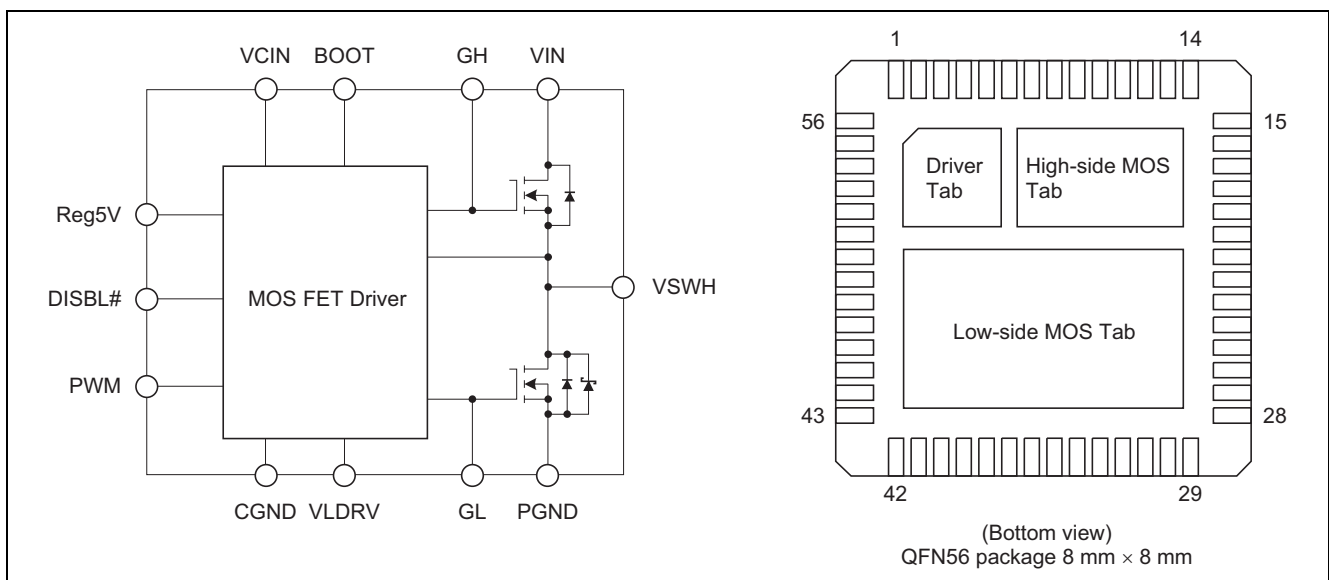 VCIN BOOT GH VIN
Reg5V
DISBL#
PWM
MOS FET Driver
VSWH
CGND VLDRV GL PGND
1 14
56 15
Driver
Tab
High-side MOS
Tab
Low-side MOS Tab
43 28
42 29
(Bottom view)
QFN56 package 8 mm × 8 mm